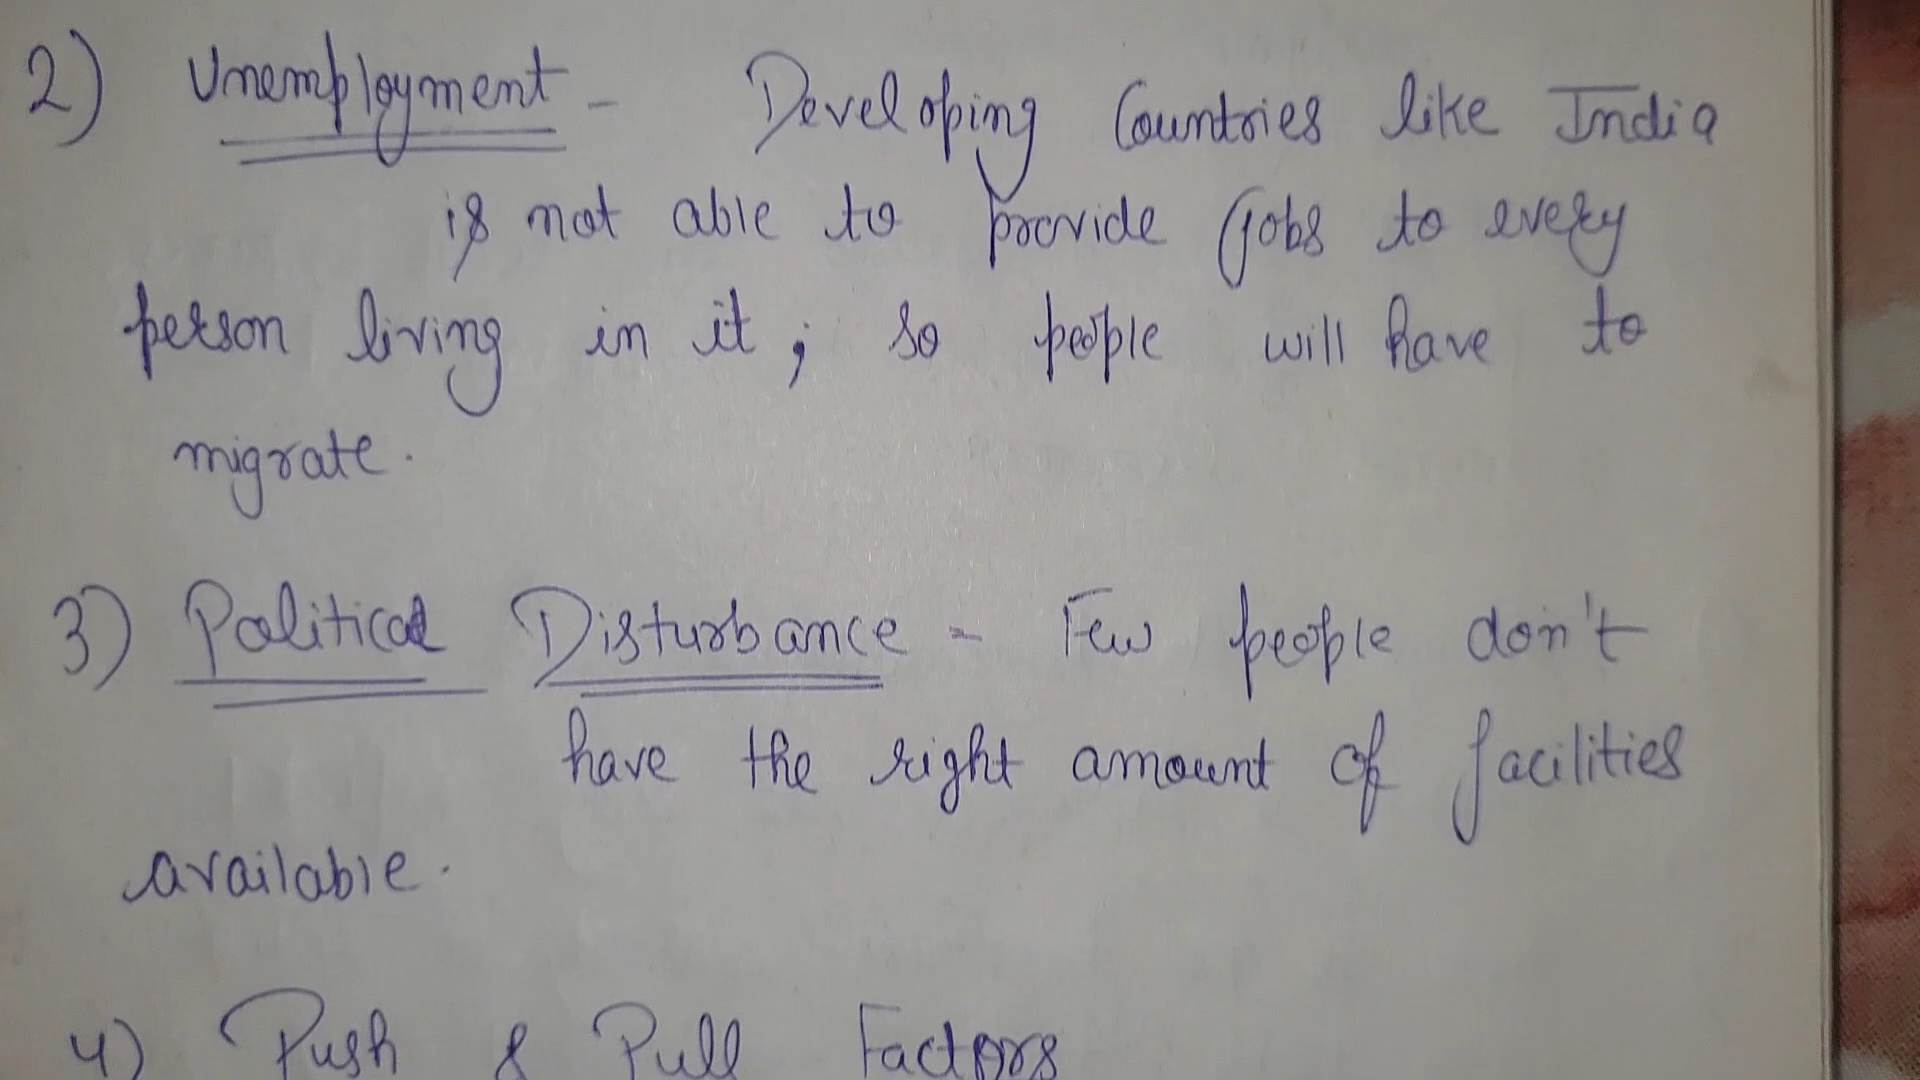 2) Unemployment - Developing Countries like India
is not able to provide jobs to every
person living in it ; so people will have to
migrate.
3) Political Disturbance - Few people don't
have the right amount of facilities
available.
4) Push & Pull Factors